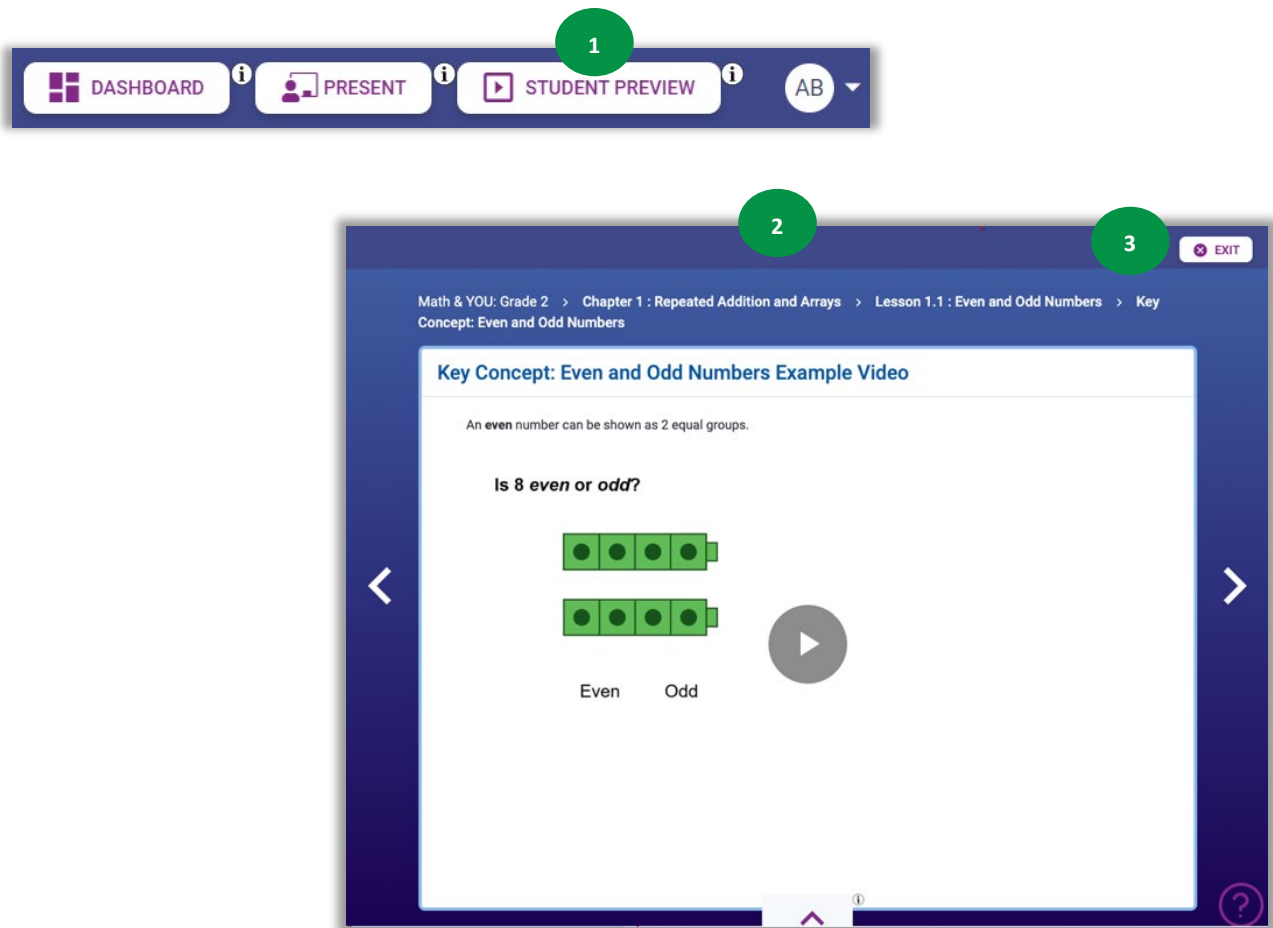 1
DASHBOARD i PRESENT i STUDENT PREVIEW i AB
2
3
EXIT
Math & YOU: Grade 2 > Chapter 1 : Repeated Addition and Arrays > Lesson 1.1 : Even and Odd Numbers > Key
Concept: Even and Odd Numbers
Key Concept: Even and Odd Numbers Example Video
An even number can be shown as 2 equal groups.
Is 8 even or odd?
Even Odd
i
?